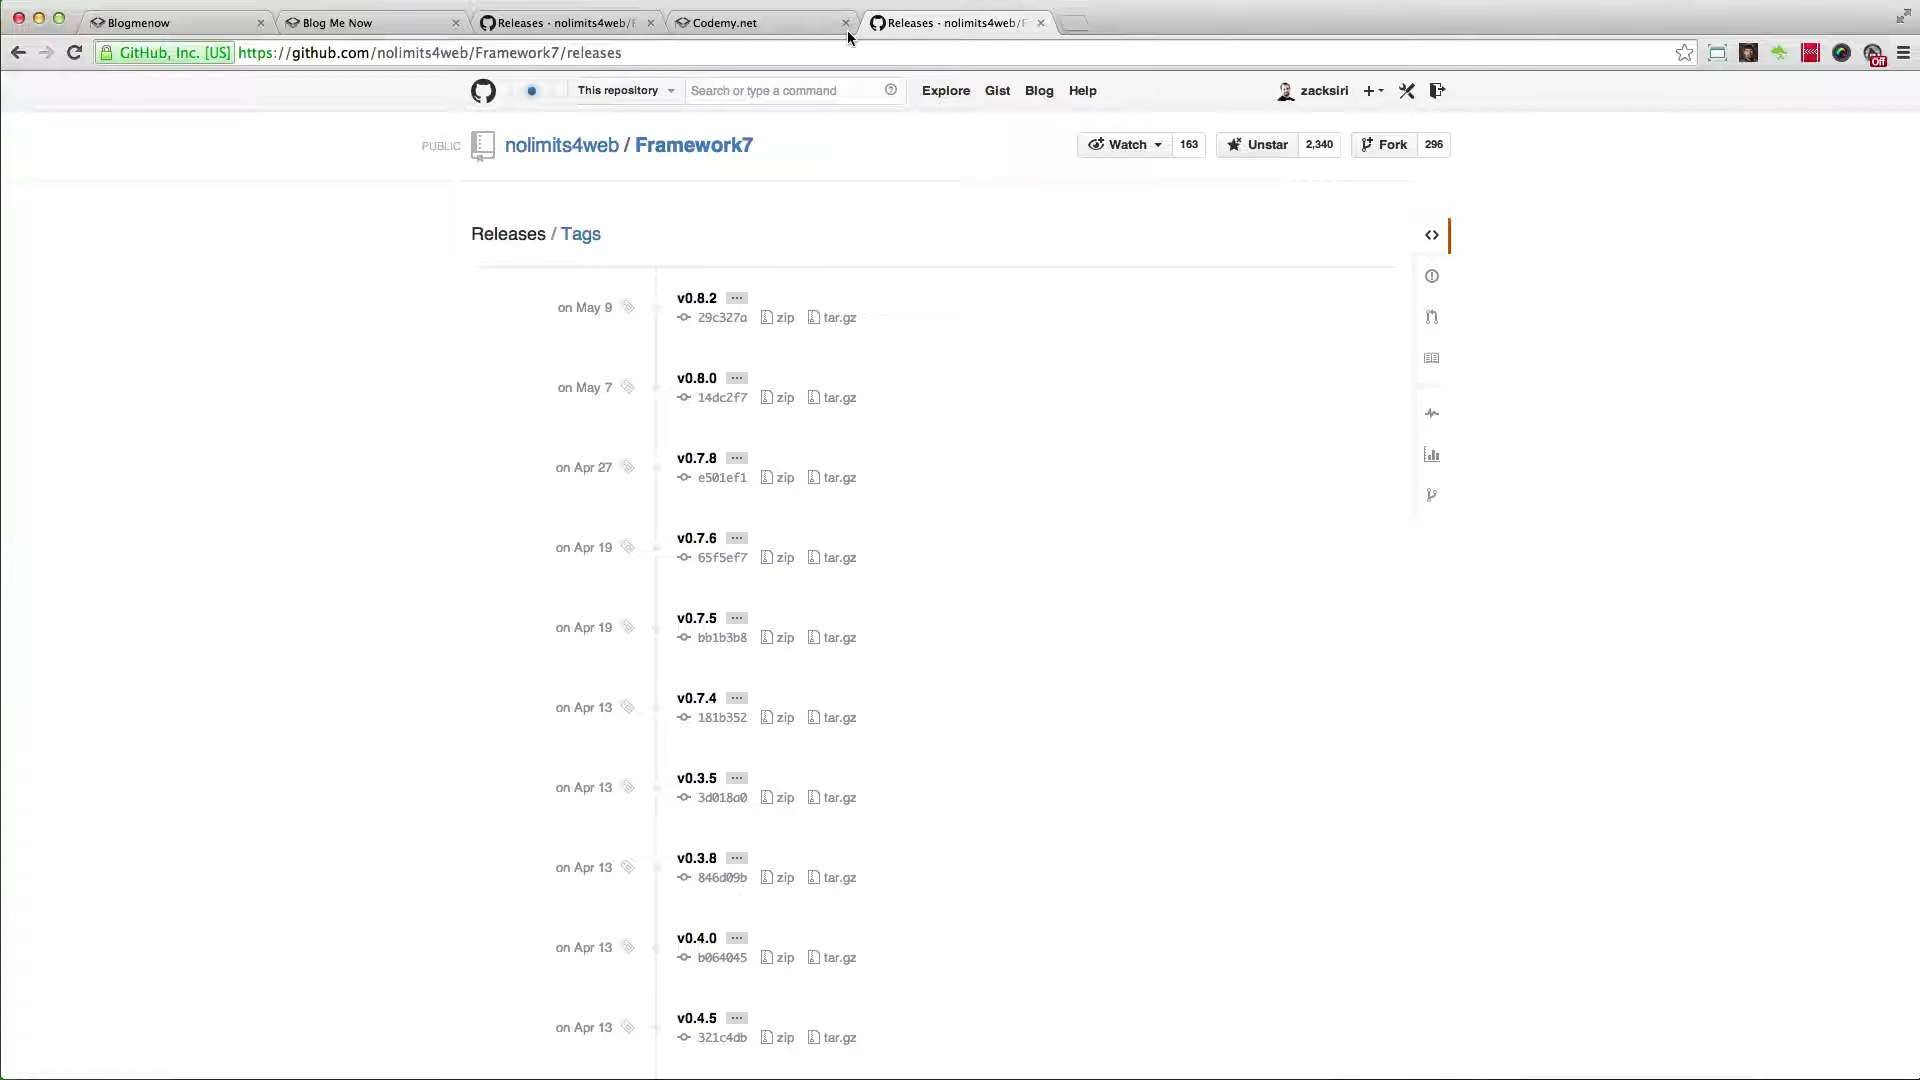 Blogmenow
Blog Me Now
Releases · nolimits4web/F
Codemy.net
Releases · nolimits4web/F
GitHub, Inc. [US] https://github.com/nolimits4web/Framework7/releases
Off
This repository
Search or type a command
Explore Gist Blog Help
zacksiri
PUBLIC nolimits4web / Framework7
Watch 163 Unstar 2,340 Fork 296
Releases / Tags
on May 9 v0.8.2 ...
29c327a zip tar.gz
on May 7 v0.8.0 ...
14dc2f7 zip tar.gz
on Apr 27 v0.7.8 ...
e501ef1 zip tar.gz
on Apr 19 v0.7.6 ...
65f5ef7 zip tar.gz
on Apr 19 v0.7.5 ...
bb1b3b8 zip tar.gz
on Apr 13 v0.7.4 ...
181b352 zip tar.gz
on Apr 13 v0.3.5 ...
3d018a0 zip tar.gz
on Apr 13 v0.3.8 ...
846d09b zip tar.gz
on Apr 13 v0.4.0 ...
b064045 zip tar.gz
on Apr 13 v0.4.5 ...
321c4db zip tar.gz